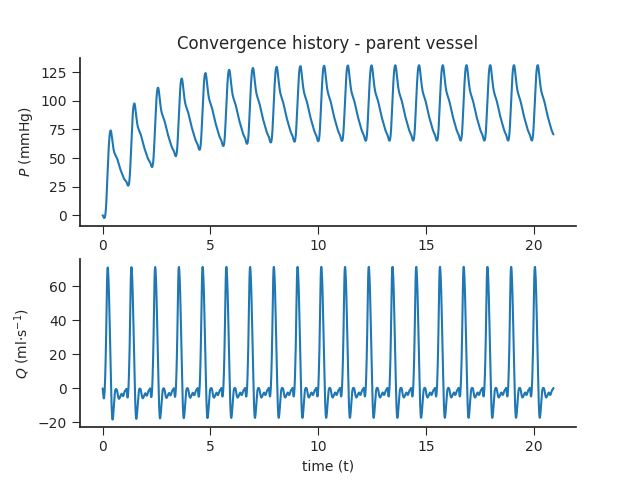 Convergence history - parent vessel
P (mmHg)
125
100
75
50
25
0
0 5 10 15 20
Q (ml·s⁻¹)
60
40
20
0
−20
0 5 10 15 20
time (t)